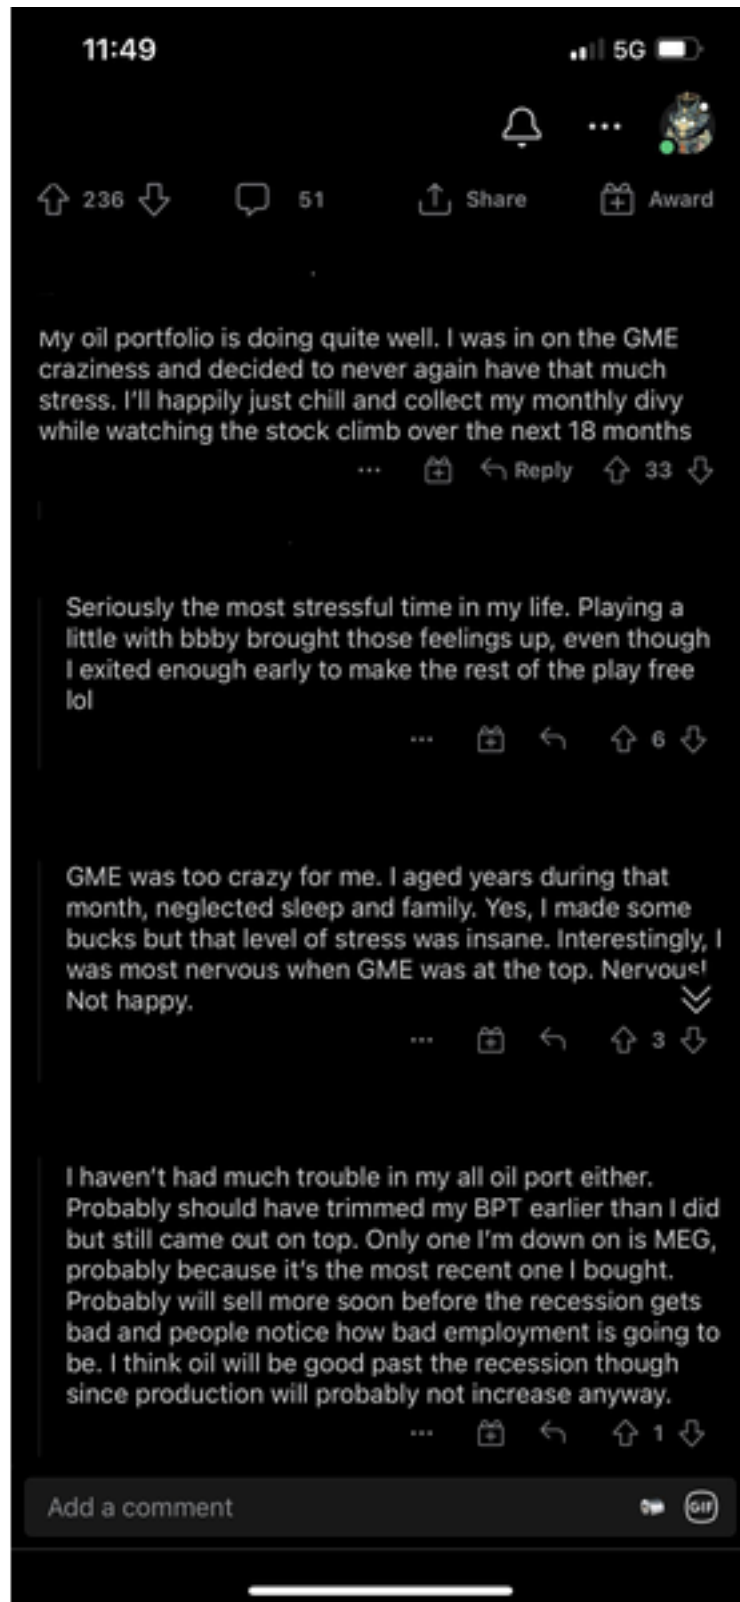 11:49
5G
236
51
Share
Award
My oil portfolio is doing quite well. I was in on the GME
craziness and decided to never again have that much
stress. I'll happily just chill and collect my monthly divy
while watching the stock climb over the next 18 months
Reply
33
Seriously the most stressful time in my life. Playing a
little with bbby brought those feelings up, even though
I exited enough early to make the rest of the play free
lol
6
GME was too crazy for me. I aged years during that
month, neglected sleep and family. Yes, I made some
bucks but that level of stress was insane. Interestingly, I
was most nervous when GME was at the top. Nervous!
Not happy.
3
I haven't had much trouble in my all oil port either.
Probably should have trimmed my BPT earlier than I did
but still came out on top. Only one I'm down on is MEG,
probably because it's the most recent one I bought.
Probably will sell more soon before the recession gets
bad and people notice how bad employment is going to
be. I think oil will be good past the recession though
since production will probably not increase anyway.
1
Add a comment
GIF